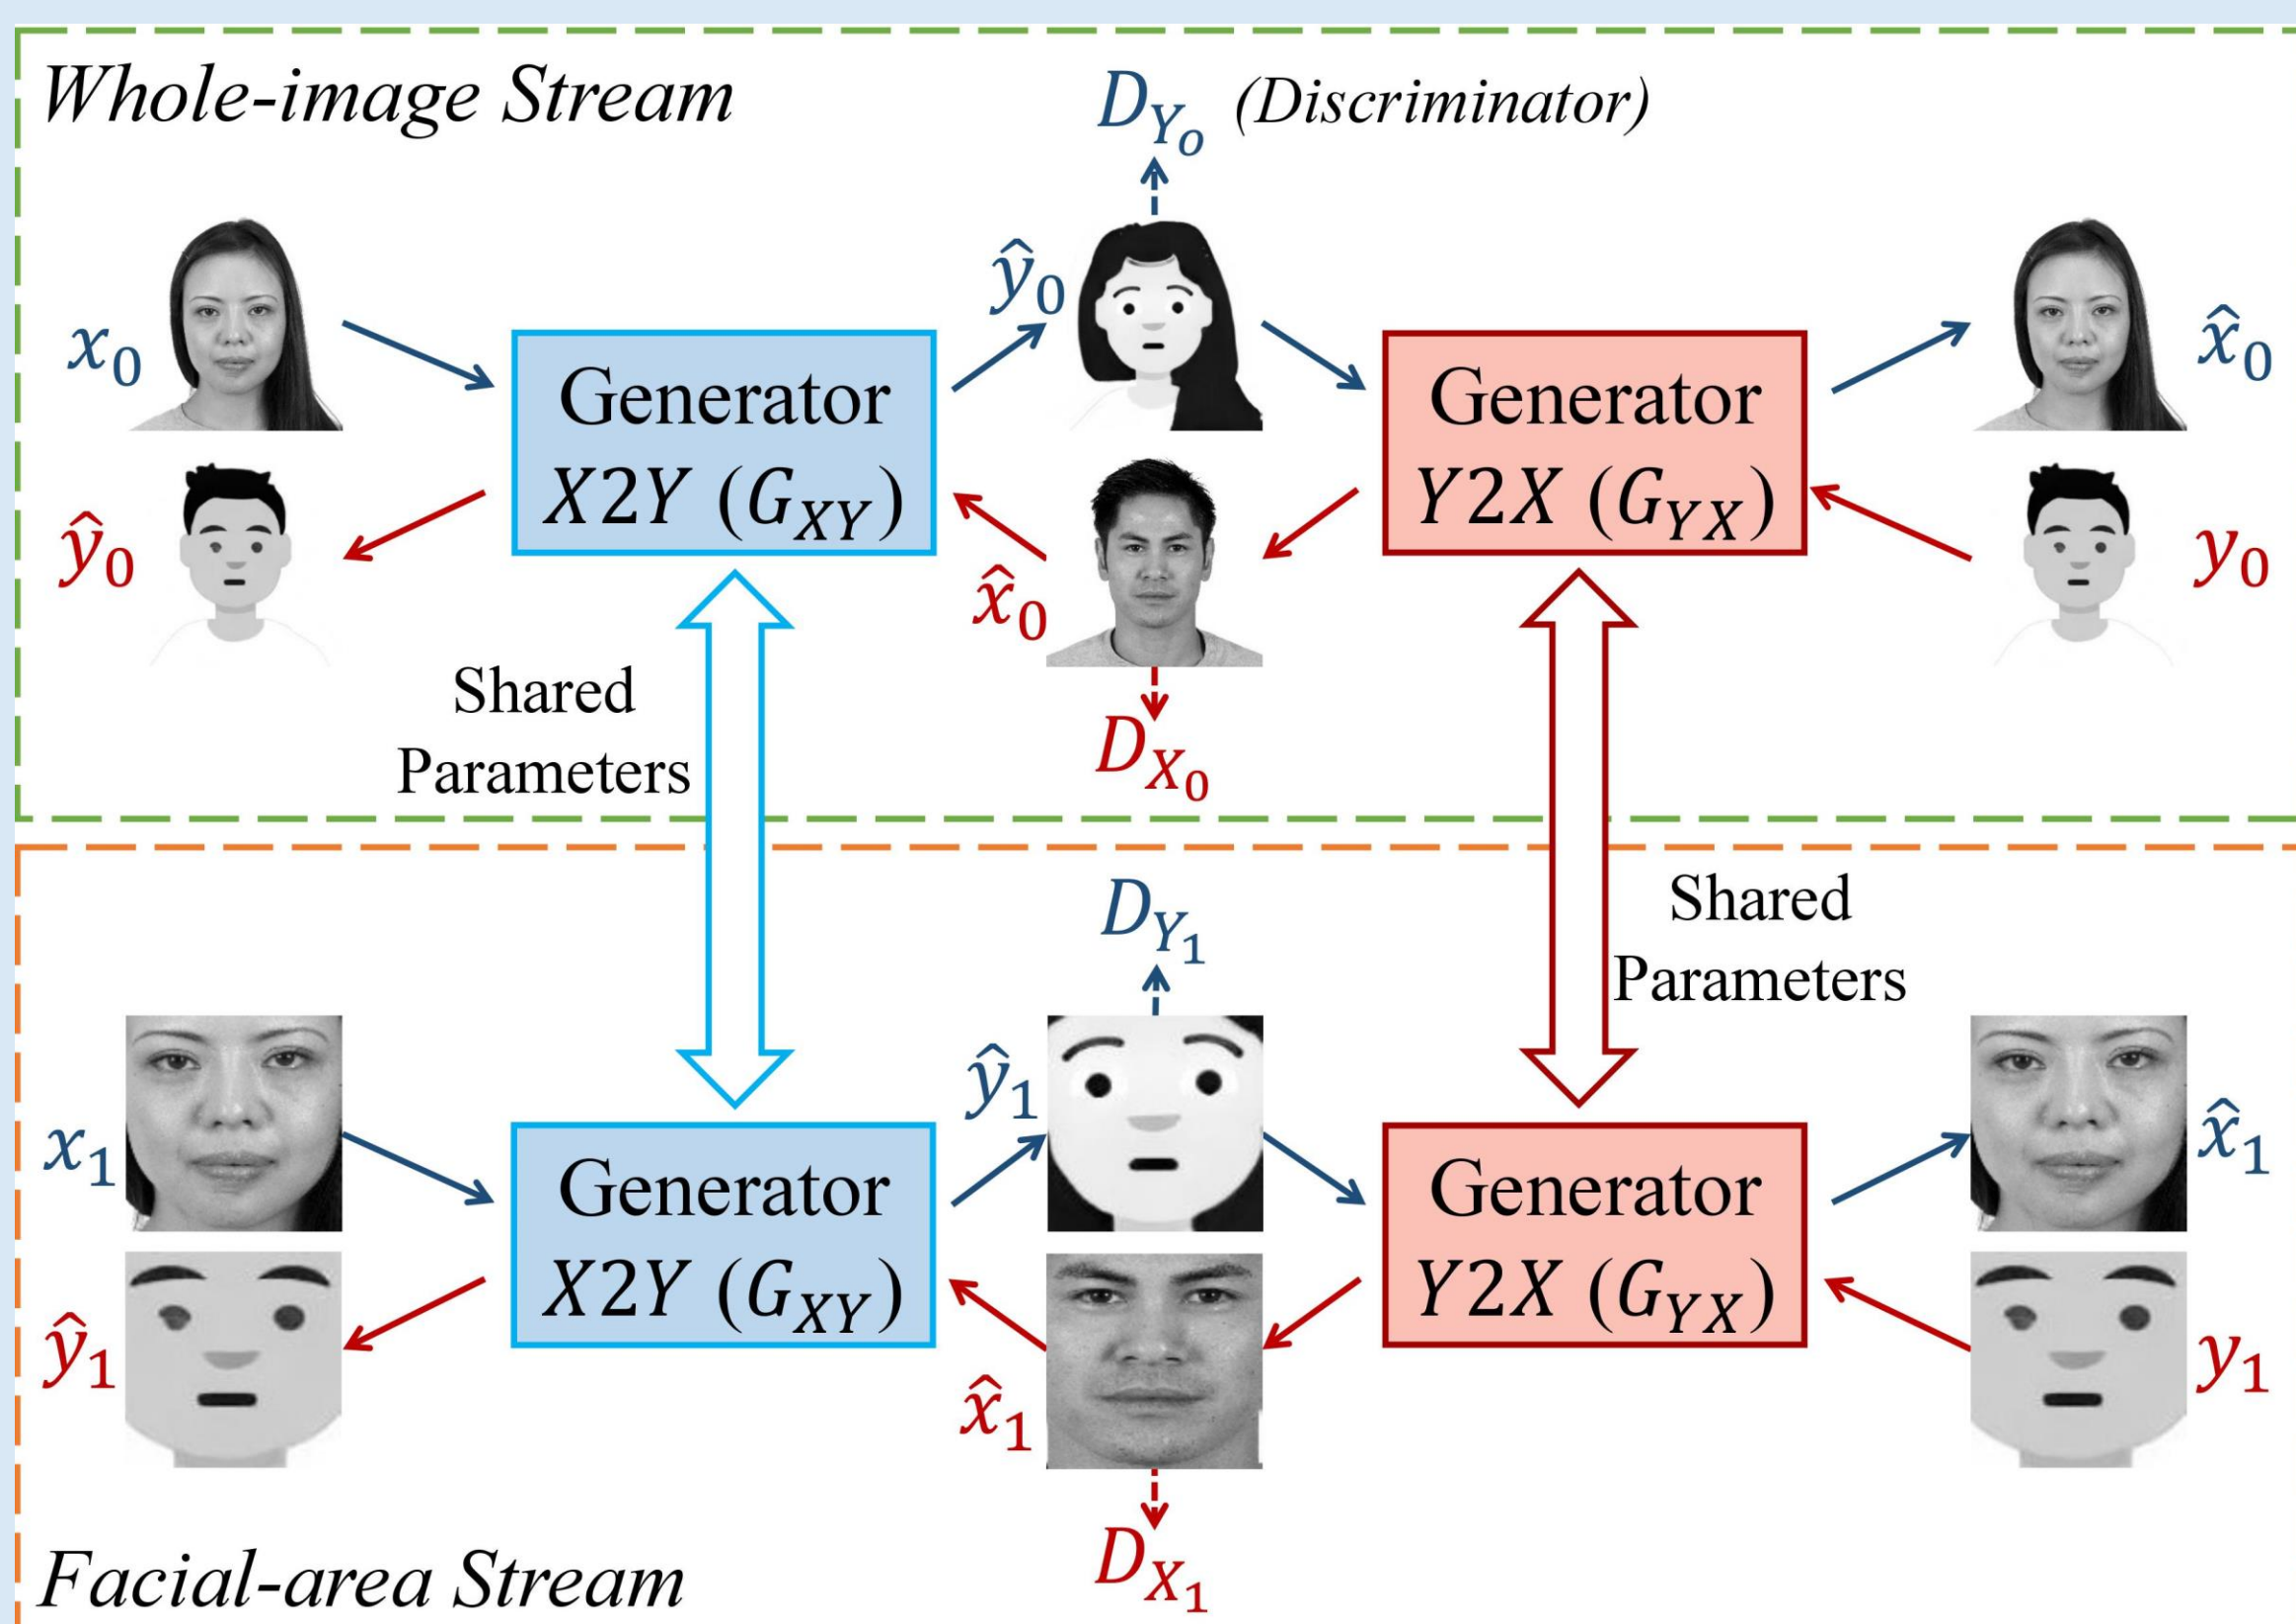 Whole-image Stream
D_{Y_o} (Discriminator)
x_0
ŷ_0
x̂_0
Generator
X2Y (G_{XY})
Generator
Y2X (G_{YX})
ŷ_0
x̂_0
y_0
Shared
Parameters
D_{X_0}
D_{Y_1}
Shared
Parameters
x_1
ŷ_1
x̂_1
Generator
X2Y (G_{XY})
Generator
Y2X (G_{YX})
ŷ_1
x̂_1
y_1
D_{X_1}
Facial-area Stream